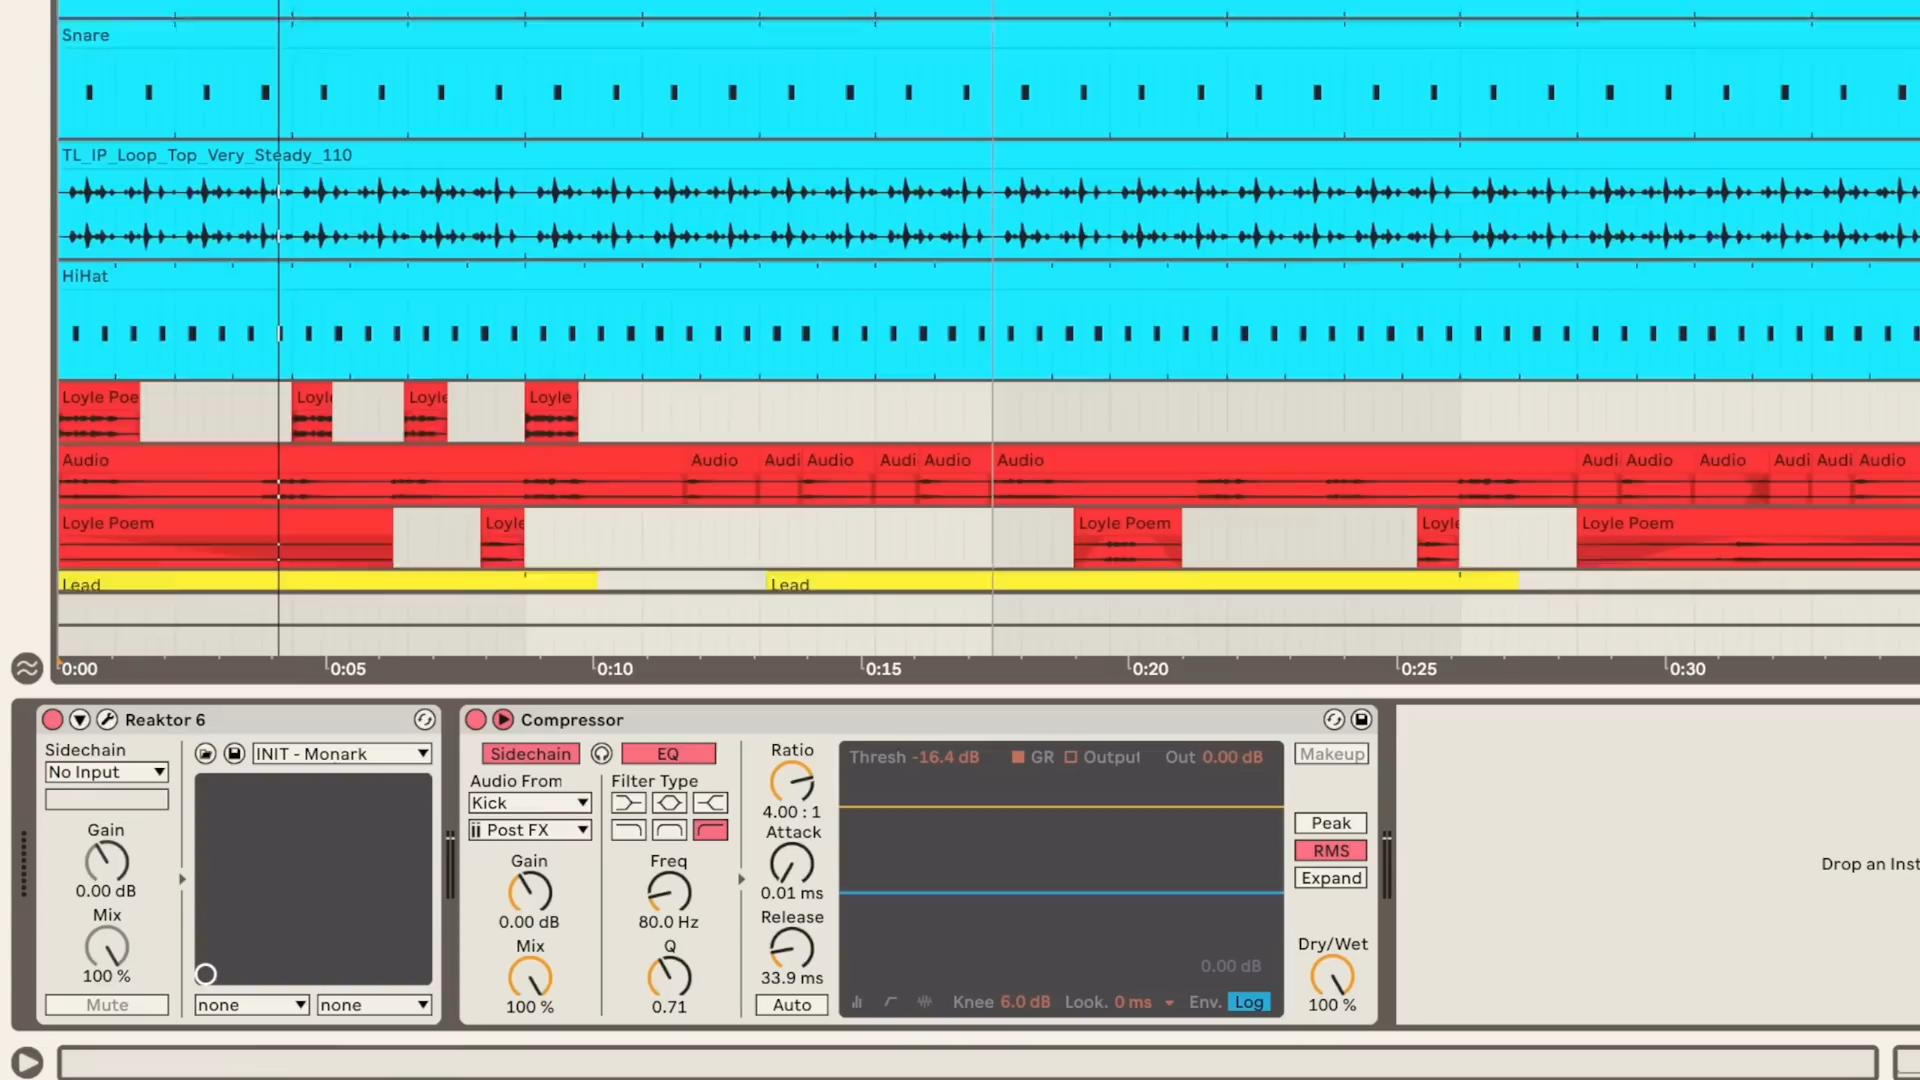 Snare
TL_IP_Loop_Top_Very_Steady_110
HiHat
Loyle Poe Loyl Loyle Loyle
Audio Audio Audi Audio Audi Audio Audio Audi Audio Audio Audi Audi Audio
Loyle Poem Loyle Loyle Poem Loyle Loyle Poem
Lead Lead
0:00 0:05 0:10 0:15 0:20 0:25 0:30
Reaktor 6
Sidechain
No Input
Gain
0.00 dB
Mix
100 %
Mute
INIT - Monark
none none
Compressor
Sidechain EQ
Audio From
Kick
Post FX
Gain
0.00 dB
Mix
100 %
Filter Type
Freq
80.0 Hz
Q
0.71
Ratio
4.00 : 1
Attack
0.01 ms
Release
33.9 ms
Auto
Thresh -16.4 dB GR Output Out 0.00 dB
0.00 dB
Knee 6.0 dB Look. 0 ms Env. Log
Makeup
Peak
RMS
Expand
Dry/Wet
100 %
Drop an Inst